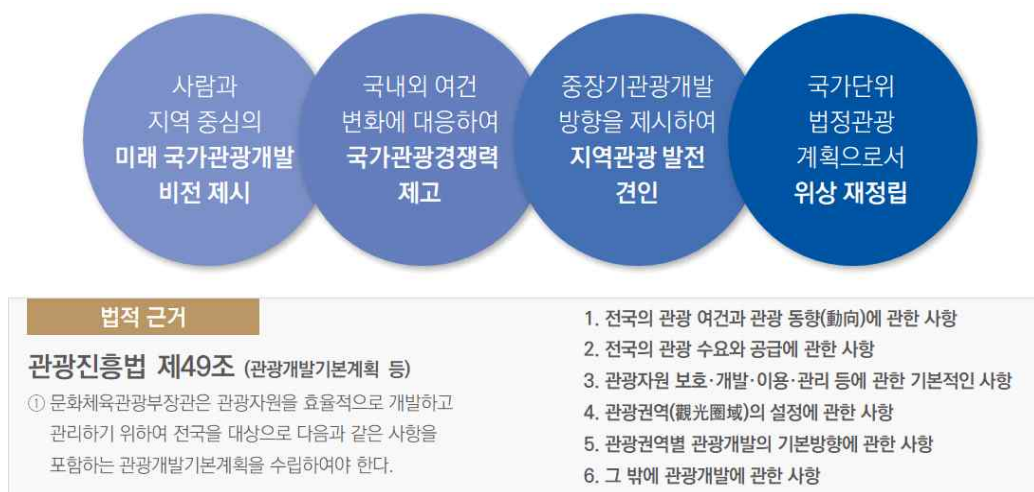 사람과
지역 중심의
미래 국가관광개발
비전 제시
국내외 여건
변화에 대응하여
국가관광경쟁력
제고
중장기관광개발
방향을 제시하여
지역관광 발전
견인
국가단위
법정관광
계획으로서
위상 재정립
법적 근거
관광진흥법 제49조 (관광개발기본계획 등)
① 문화체육관광부장관은 관광자원을 효율적으로 개발하고
관리하기 위하여 전국을 대상으로 다음과 같은 사항을
포함하는 관광개발기본계획을 수립하여야 한다.
1. 전국의 관광 여건과 관광 동향(動向)에 관한 사항
2. 전국의 관광 수요와 공급에 관한 사항
3. 관광자원 보호·개발·이용·관리 등에 관한 기본적인 사항
4. 관광권역(觀光圈域)의 설정에 관한 사항
5. 관광권역별 관광개발의 기본방향에 관한 사항
6. 그 밖에 관광개발에 관한 사항